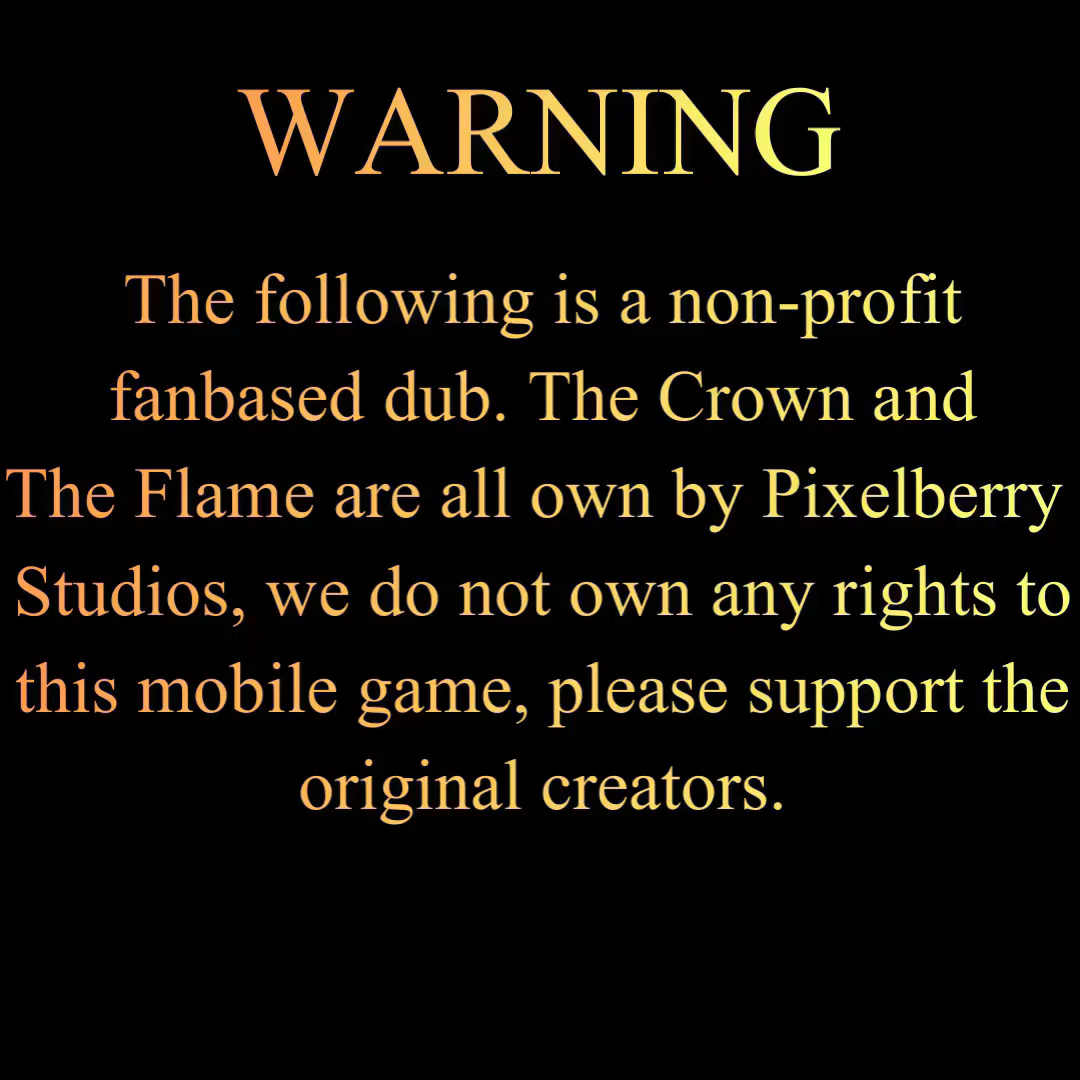 WARNING
The following is a non-profit
fanbased dub. The Crown and
The Flame are all own by Pixelberry
Studios, we do not own any rights to
this mobile game, please support the
original creators.